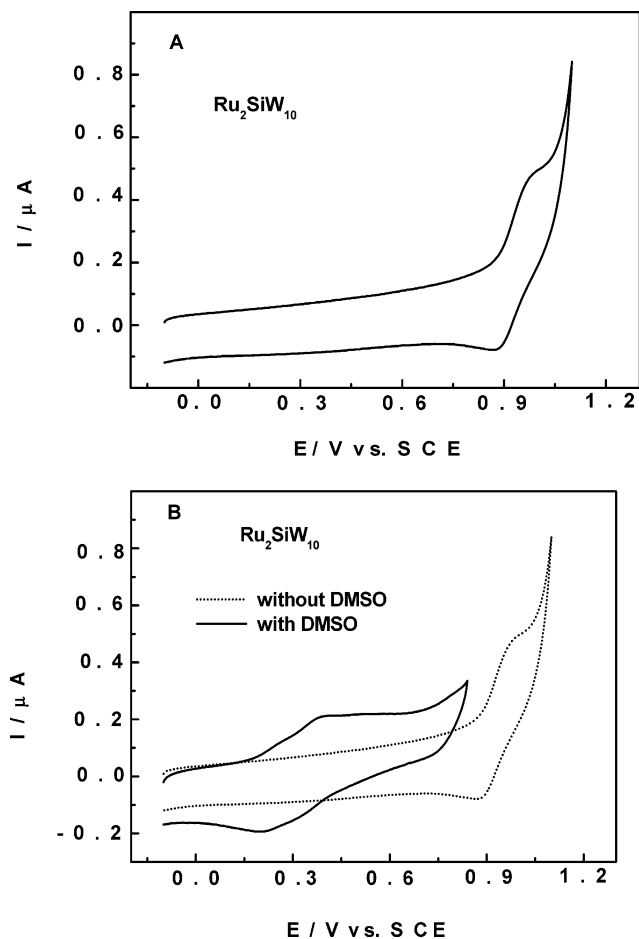 A
Ru2SiW10
0.8
0.6
0.4
0.2
0.0
I / μA
0.0 0.3 0.6 0.9 1.2
E / V vs. SCE
B
Ru2SiW10
without DMSO
with DMSO
0.8
0.6
0.4
0.2
0.0
-0.2
I / μA
0.0 0.3 0.6 0.9 1.2
E / V vs. SCE